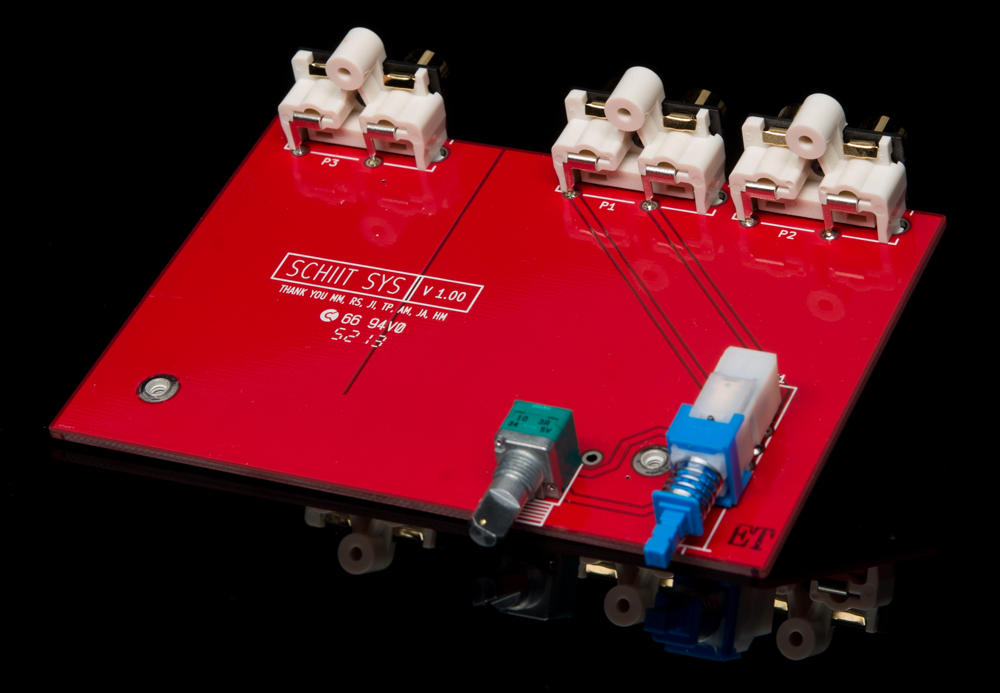 P3
P1
P2
SCHIIT SYS V 1.00
THANK YOU MM, RS, JI, TP, AM, JA, HM
66 94V0
5213
1
ET